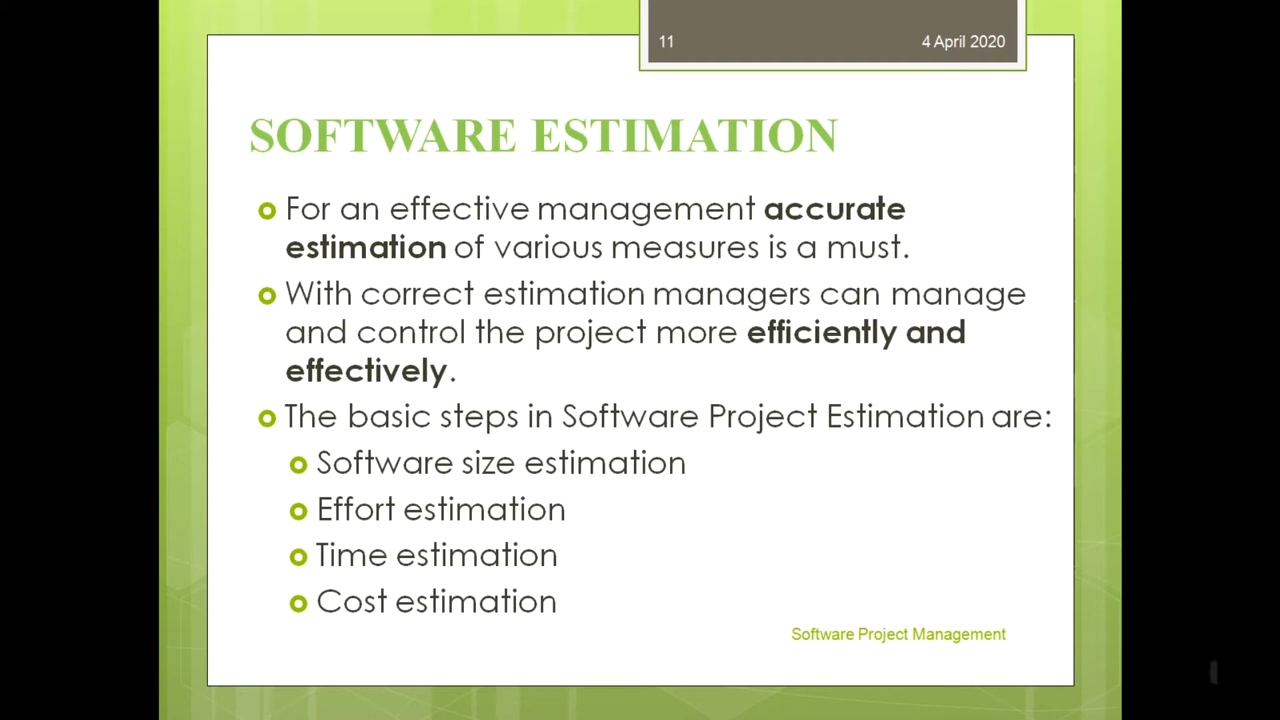 11
4 April 2020
SOFTWARE ESTIMATION
For an effective management accurate
estimation of various measures is a must.
With correct estimation managers can manage
and control the project more efficiently and
effectively.
The basic steps in Software Project Estimation are:
Software size estimation
Effort estimation
Time estimation
Cost estimation
Software Project Management